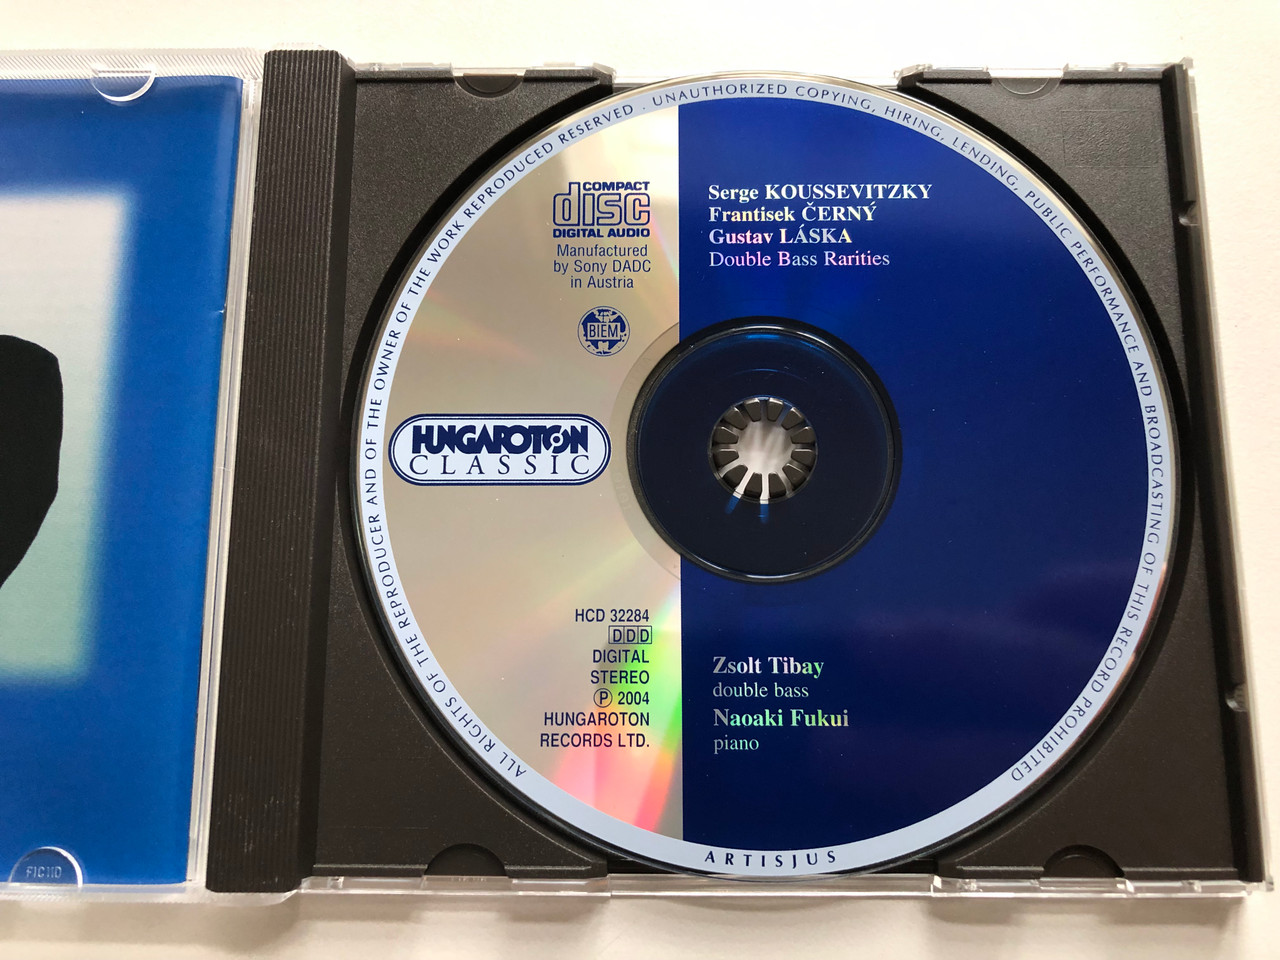 ALL RIGHTS OF THE REPRODUCER AND OF THE OWNER OF THE WORK REPRODUCED RESERVED . UNAUTHORIZED COPYING, HIRING, LENDING, PUBLIC PERFORMANCE AND BROADCASTING OF THIS RECORD PROHIBITED
COMPACT
disc
DIGITAL AUDIO
Manufactured
by Sony DADC
in Austria
BIEM
HUNGAROTON
CLASSIC
HCD 32284
DDD
DIGITAL
STEREO
Ⓟ 2004
HUNGAROTON
RECORDS LTD.
Serge KOUSSEVITZKY
Frantisek ČERNÝ
Gustav LÁSKA
Double Bass Rarities
Zsolt Tibay
double bass
Naoaki Fukui
piano
ARTISJUS